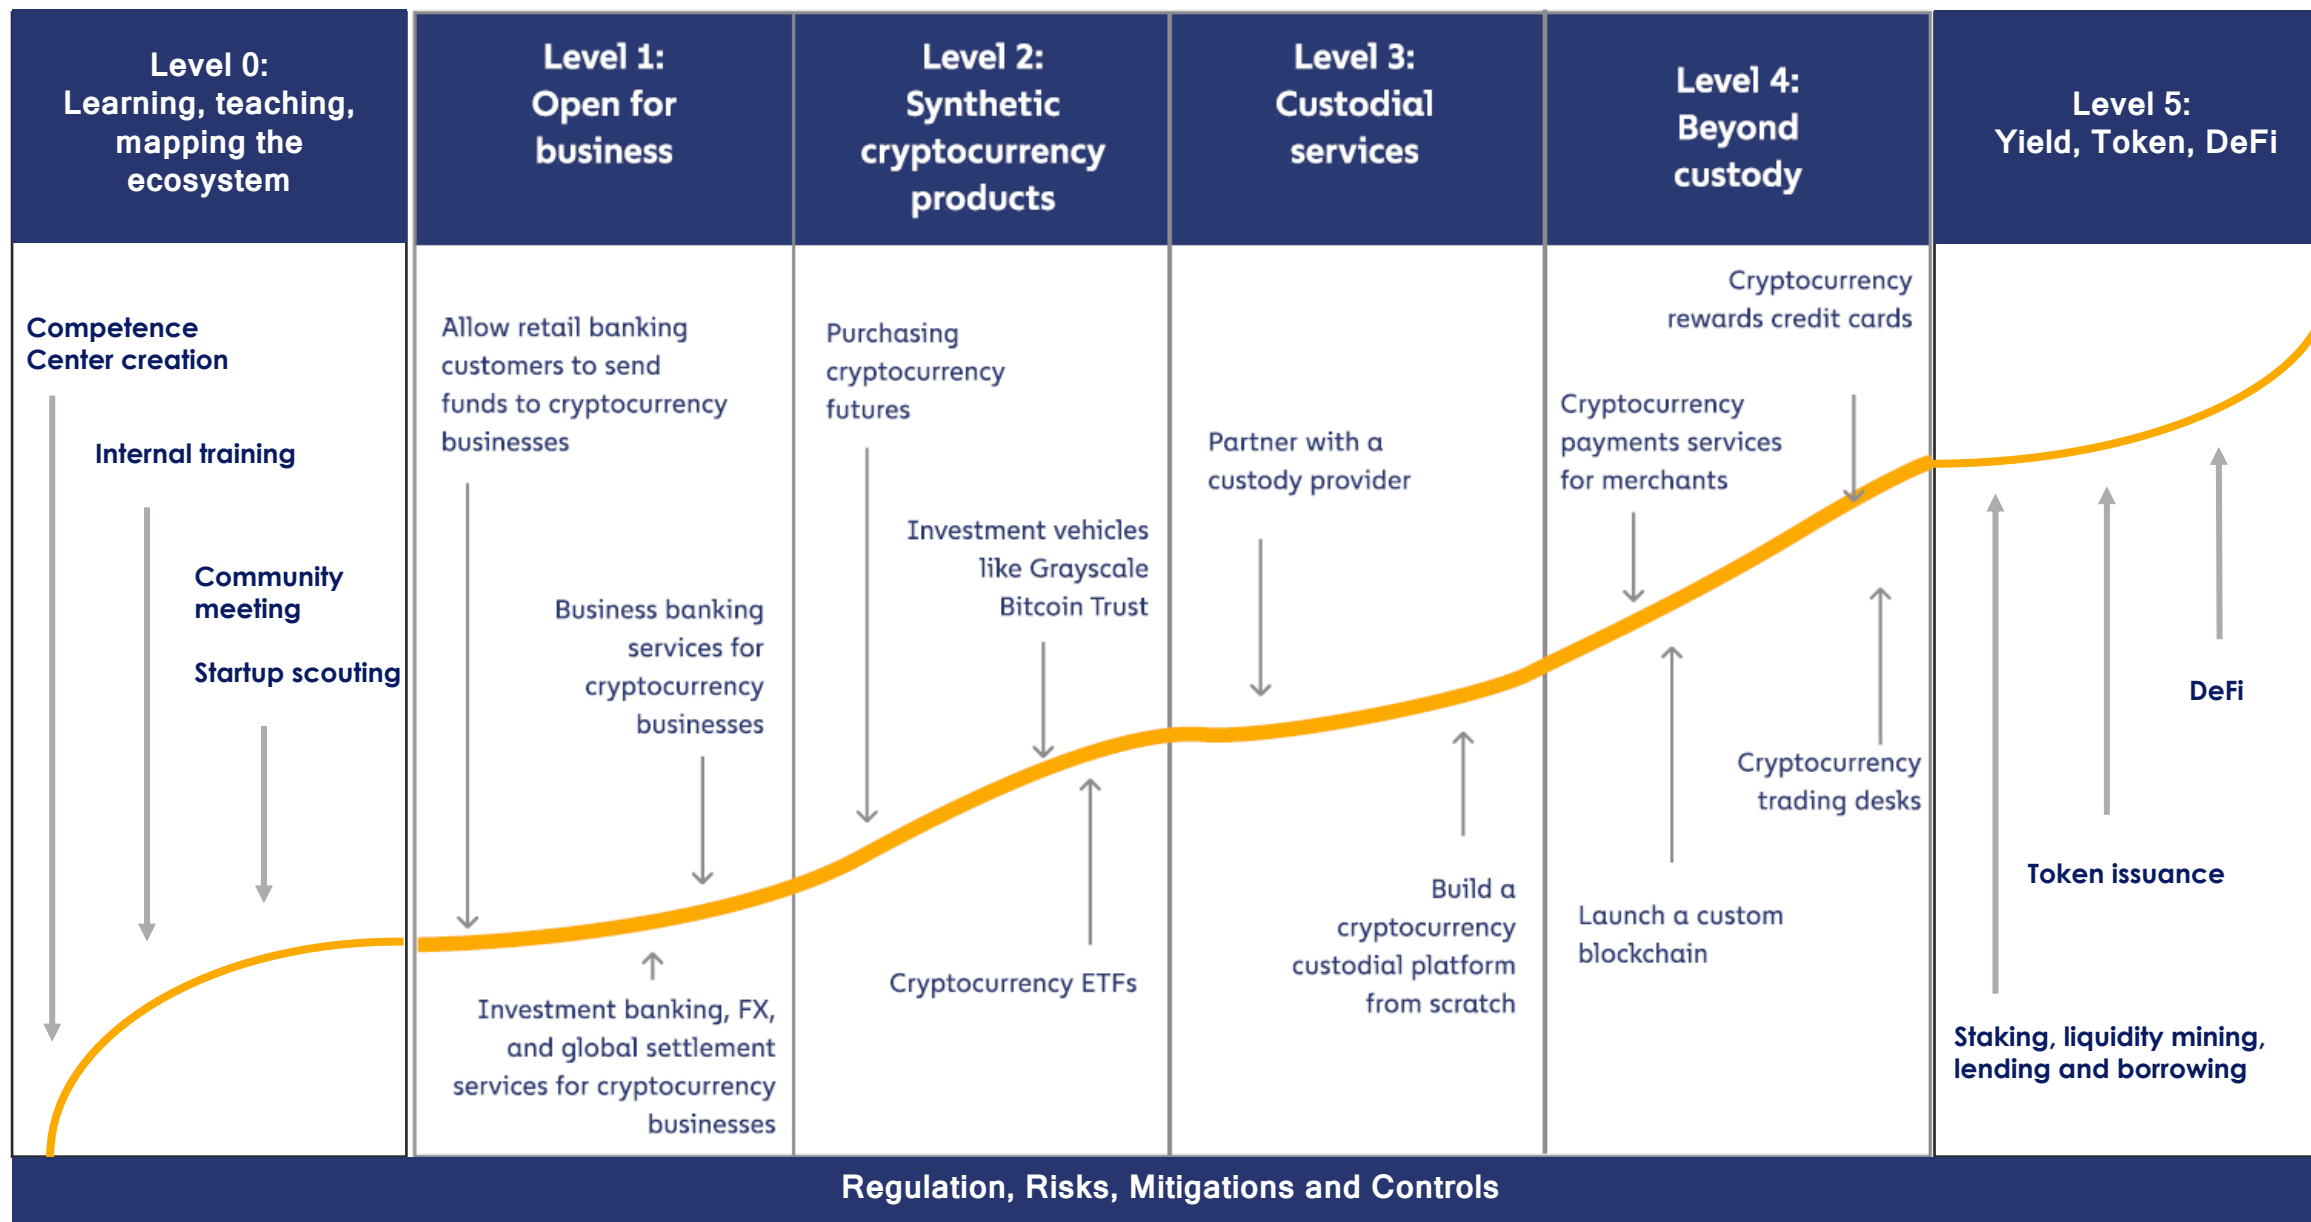 Level 0:
Learning, teaching,
mapping the
ecosystem
Level 1:
Open for
business
Level 2:
Synthetic
cryptocurrency
products
Level 3:
Custodial
services
Level 4:
Beyond
custody
Level 5:
Yield, Token, DeFi
Competence
Center creation
Internal training
Community
meeting
Startup scouting
Allow retail banking
customers to send
funds to cryptocurrency
businesses
Business banking
services for
cryptocurrency
businesses
Investment banking, FX,
and global settlement
services for cryptocurrency
businesses
Purchasing
cryptocurrency
futures
Investment vehicles
like Grayscale
Bitcoin Trust
Cryptocurrency ETFs
Partner with a
custody provider
Build a
cryptocurrency
custodial platform
from scratch
Cryptocurrency
rewards credit cards
Cryptocurrency
payments services
for merchants
Cryptocurrency
trading desks
Launch a custom
blockchain
DeFi
Token issuance
Staking, liquidity mining,
lending and borrowing
Regulation, Risks, Mitigations and Controls